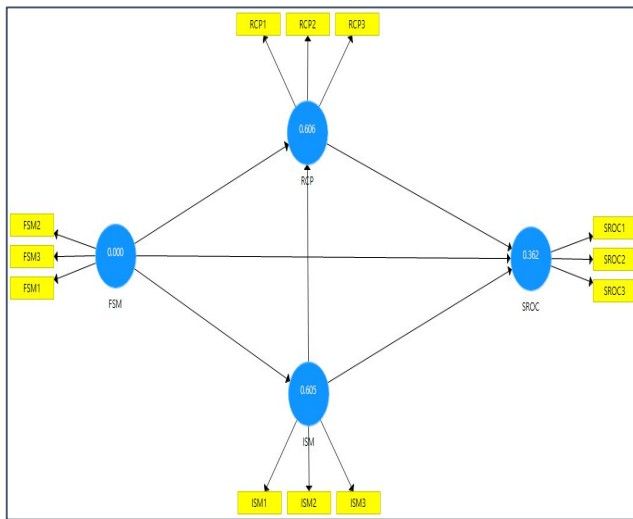 RCP1 RCP2 RCP3
0.606
RCP
FSM2
FSM3
FSM1
0.000
FSM
SROC1
SROC2
SROC3
0.362
SROC
0.605
ISM
ISM1 ISM2 ISM3